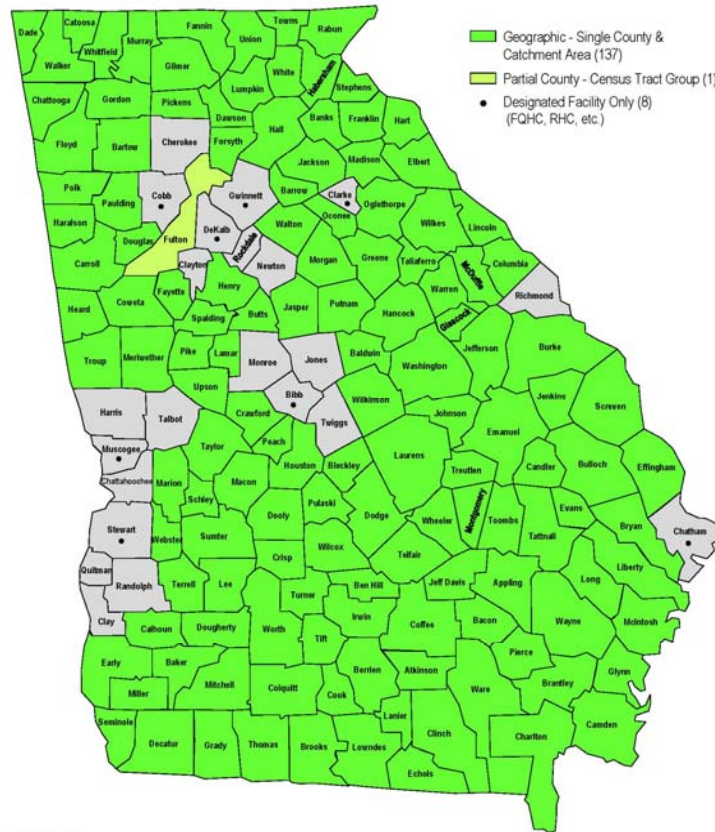 Geographic - Single County &
Catchment Area (137)
Partial County - Census Tract Group (1)
Designated Facility Only (8)
(FQHC, RHC, etc.)
Dade
Catoosa
Whitfield
Murray
Fannin
Towns
Union
Rabun
Walker
Gilmer
White
Habersham
Lumpkin
Stephens
Chattooga
Gordon
Pickens
Dawson
Banks
Franklin
Hart
Hall
Floyd
Bartow
Cherokee
Forsyth
Jackson
Madison
Elbert
Polk
Paulding
Cobb
Gwinnett
Barrow
Clarke
Oglethorpe
Haralson
Oconee
Wilkes
Lincoln
Douglas
Fulton
DeKalb
Rockdale
Walton
Carroll
Clayton
Newton
Morgan
Greene
Taliaferro
McDuffie
Columbia
Warren
Richmond
Heard
Coweta
Fayette
Henry
Spalding
Butts
Jasper
Putnam
Hancock
Glascock
Troup
Meriwether
Pike
Lamar
Monroe
Jones
Baldwin
Washington
Jefferson
Burke
Upson
Bibb
Twiggs
Wilkinson
Harris
Talbot
Crawford
Johnson
Jenkins
Screven
Emanuel
Muscogee
Taylor
Peach
Houston
Bleckley
Laurens
Treutlen
Candler
Bulloch
Effingham
Chattahoochee
Marion
Schley
Macon
Dooly
Pulaski
Dodge
Wheeler
Montgomery
Toombs
Evans
Bryan
Stewart
Webster
Sumter
Crisp
Wilcox
Telfair
Tattnall
Chatham
Liberty
Quitman
Randolph
Terrell
Lee
Turner
Ben Hill
Jeff Davis
Appling
Long
Clay
Calhoun
Dougherty
Worth
Tift
Irwin
Coffee
Bacon
Wayne
McIntosh
Early
Baker
Pierce
Miller
Mitchell
Colquitt
Cook
Berrien
Atkinson
Ware
Brantley
Glynn
Seminole
Decatur
Grady
Thomas
Brooks
Lowndes
Lanier
Clinch
Echols
Charlton
Camden